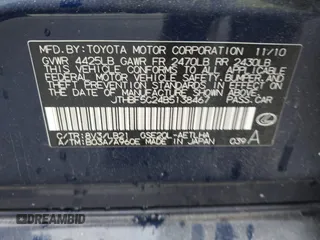 MFD.BY: TOYOTA MOTOR CORPORATION 11/10
GVWR 4425LB GAWR FR 2470LB RR 2430LB
THIS VEHICLE CONFORMS TO ALL APPLICABLE
FEDERAL MOTOR VEHICLE SAFETY, BUMPER,
AND THEFT PREVENTION STANDARDS IN
EFFECT ON THE DATE OF MANUFACTURE
SHOWN ABOVE.
JTHBF5C24B5138467 PASS.CAR
C/TR: 8V3/LB21 GSE20L-AETLHA
A/TM: B03A/A960E MADE IN JAPAN 039 A
DREAMBID